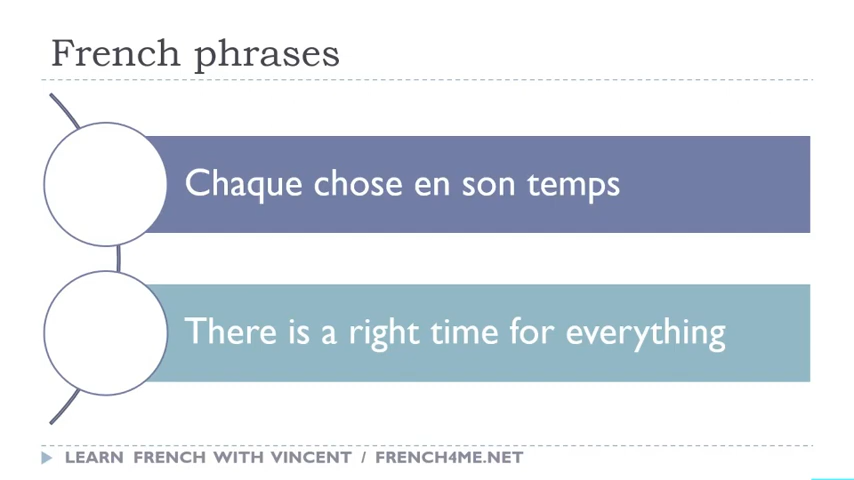 French phrases
Chaque chose en son temps
There is a right time for everything
LEARN FRENCH WITH VINCENT / FRENCH4ME.NET